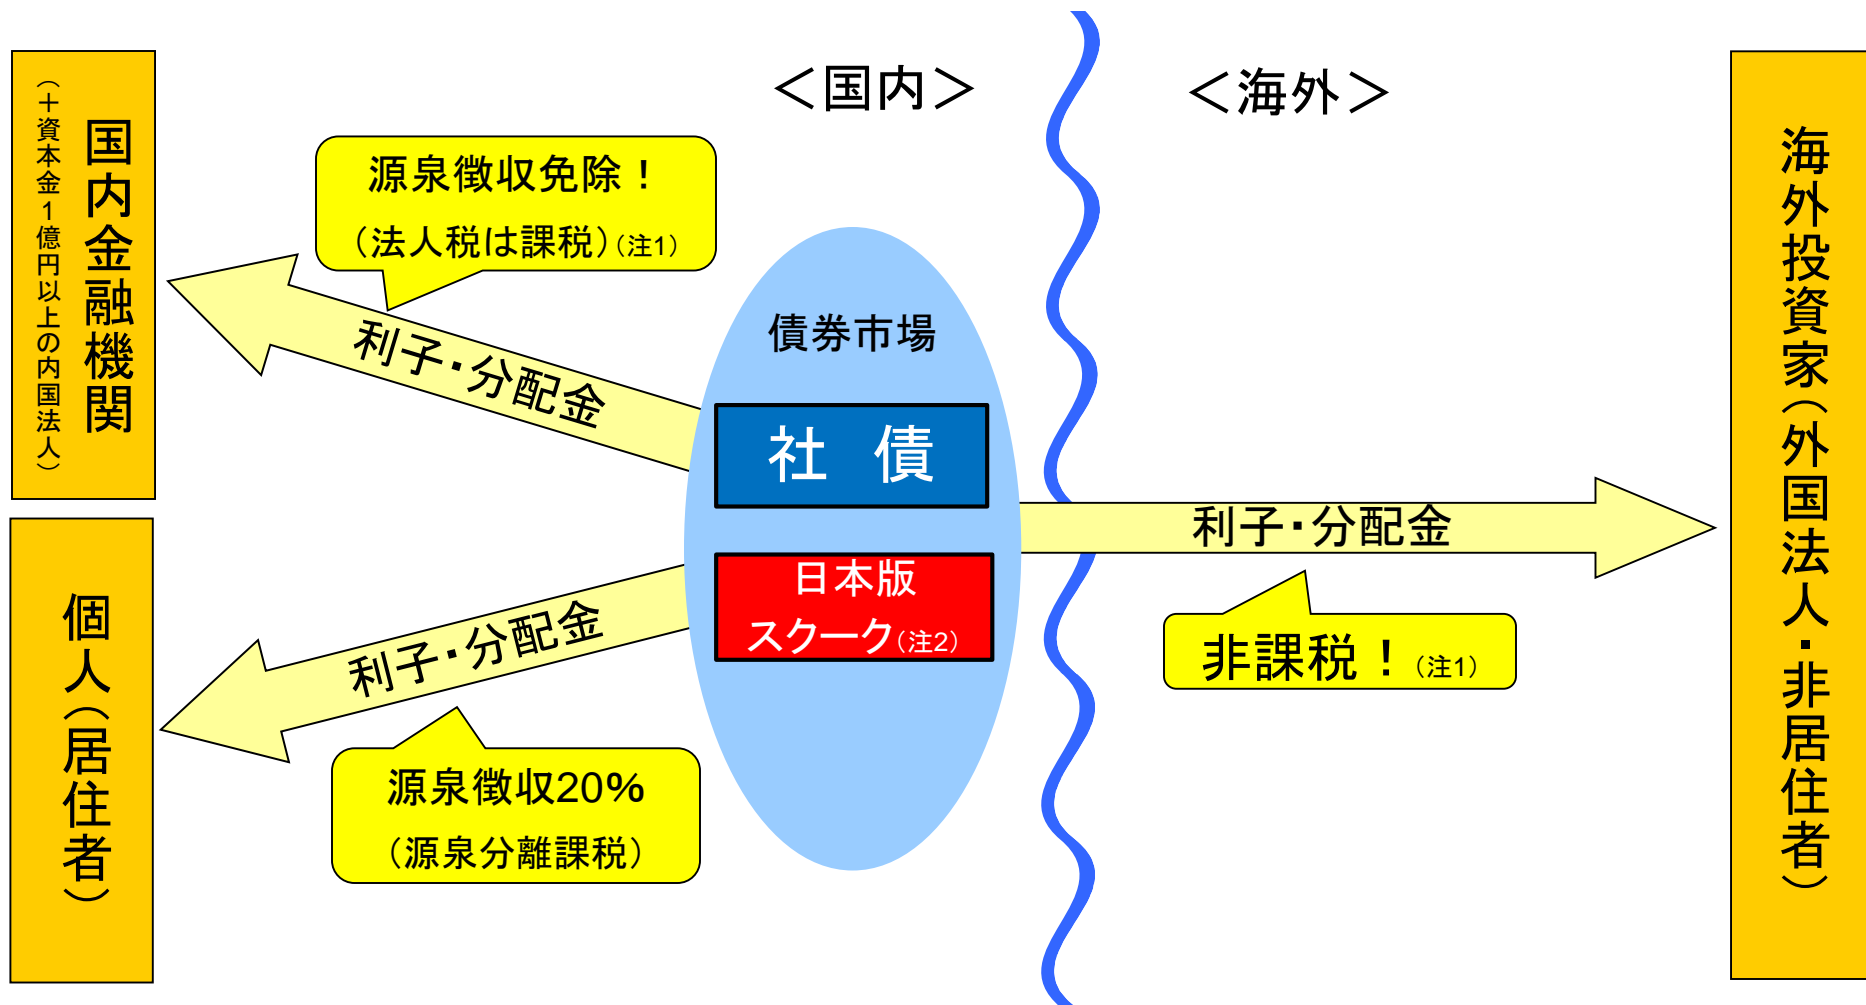 ＜国内＞
＜海外＞
国内金融機関
（＋資本金1億円以上の内国法人）
源泉徴収免除！
（法人税は課税）（注1）
利子・分配金
債券市場
社　債
日本版
スクーク（注2）
利子・分配金
非課税！（注1）
海外投資家（外国法人・非居住者）
個人（居住者）
利子・分配金
源泉徴収20%
（源泉分離課税）